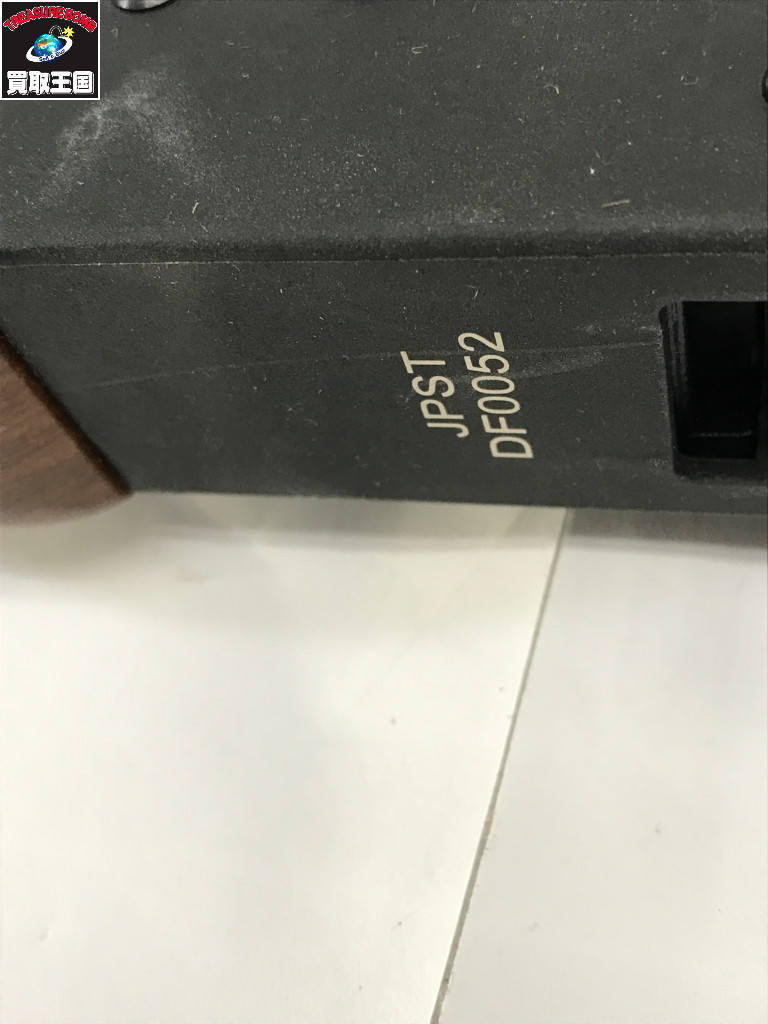 TREASURE BOMB
買取王国
JPST
DF0052